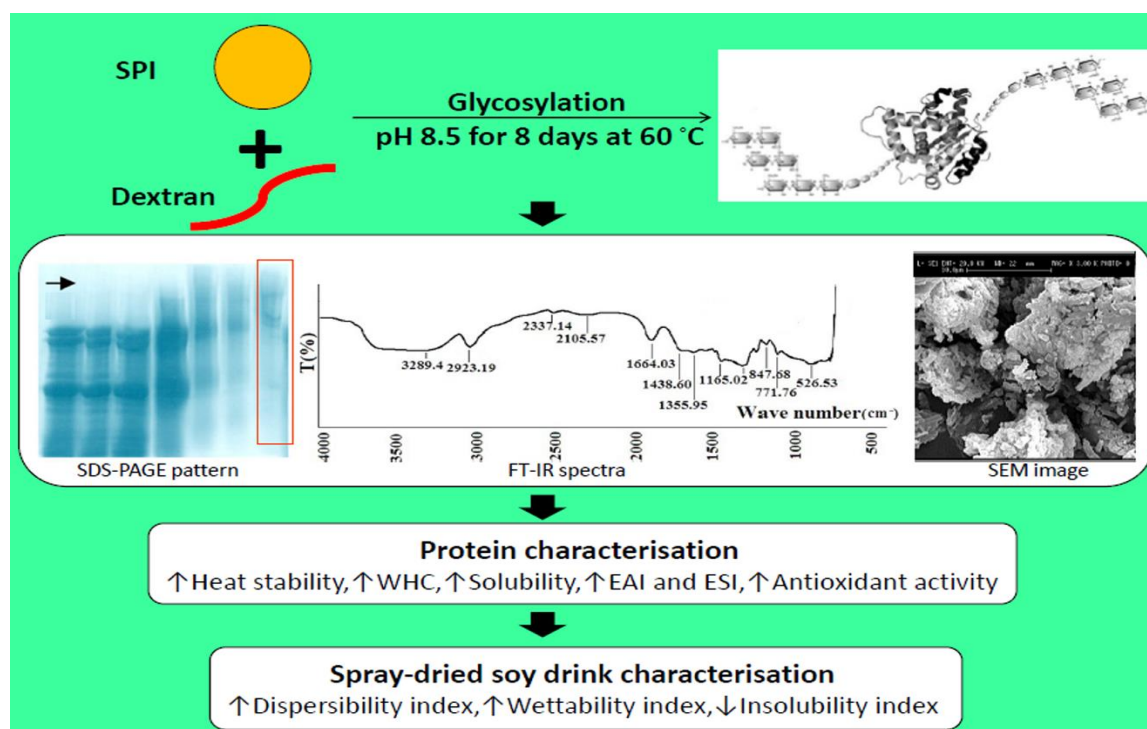 SPI
+
Dextran
Glycosylation
pH 8.5 for 8 days at 60 °C
SDS-PAGE pattern
T(%)
3289.4
2923.19
2337.14
2105.57
1664.03
1438.60
1355.95
1165.02
847.68
771.76
526.53
Wave number(cm⁻)
4000
3500
3000
2500
2000
1500
1000
500
400
FT-IR spectra
SEM image
Protein characterisation
↑Heat stability,↑WHC,↑Solubility,↑EAI and ESI,↑Antioxidant activity
Spray-dried soy drink characterisation
↑Dispersibility index,↑Wettability index,↓Insolubility index